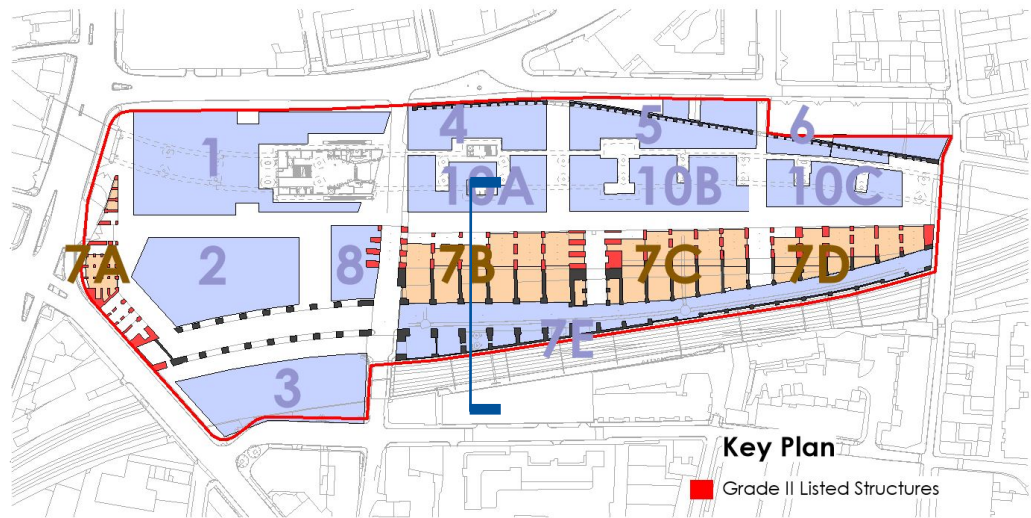 4
5
6
1
10A
10B
10C
7A
2
8
7B
7C
7D
7E
3
Key Plan
Grade II Listed Structures